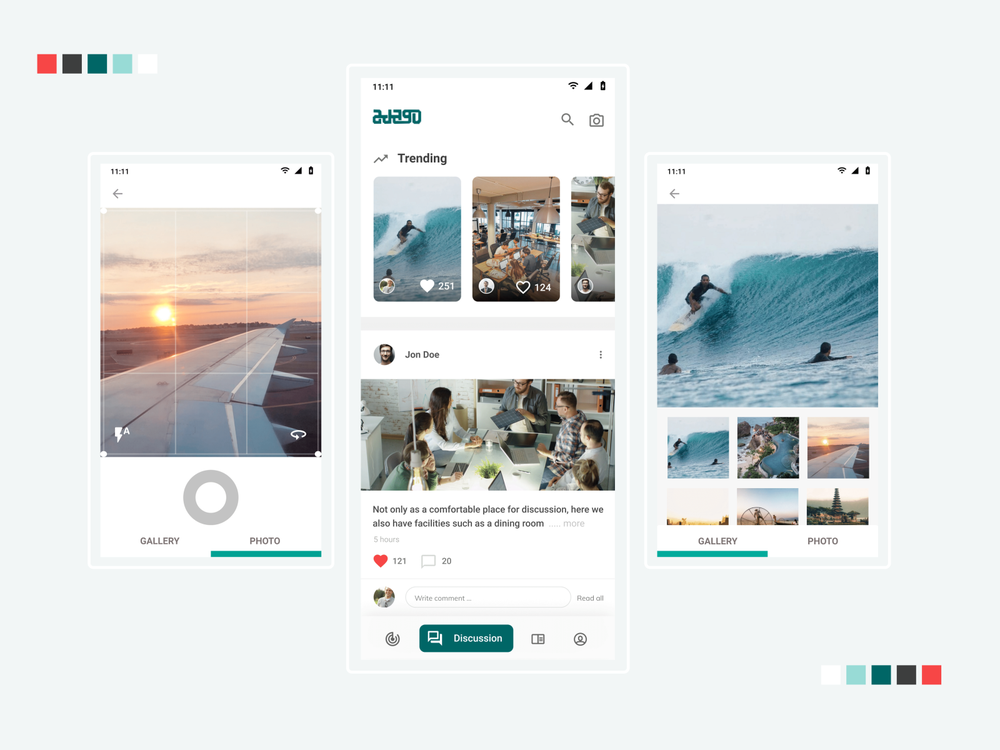 11:11
A
GALLERY PHOTO
11:11
adago
Trending
251
124
Jon Doe
Not only as a comfortable place for discussion, here we
also have facilities such as a dining room ..... more
5 hours
121 20
Write comment ... Read all
Discussion
11:11
GALLERY PHOTO